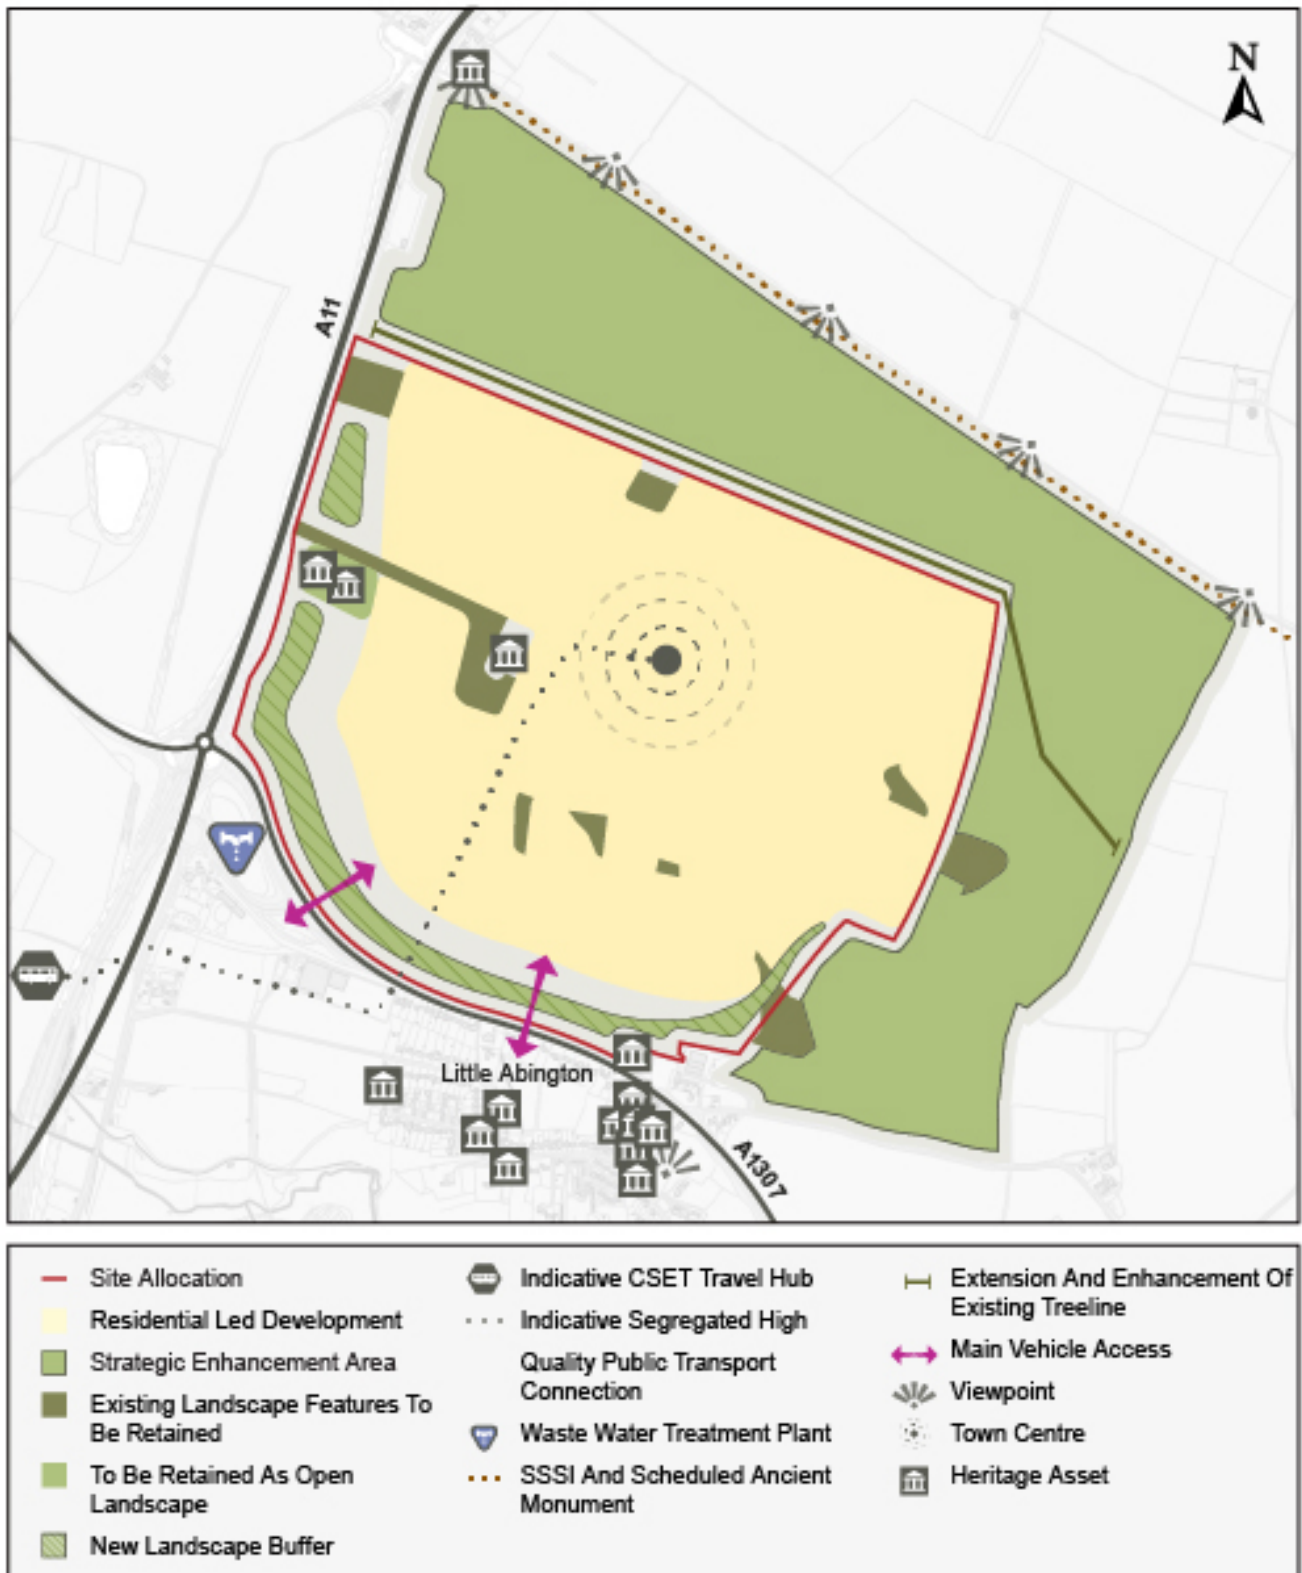 N
A11
Little Abington
A1307
Site Allocation
Residential Led Development
Strategic Enhancement Area
Existing Landscape Features To
Be Retained
To Be Retained As Open
Landscape
New Landscape Buffer
Indicative CSET Travel Hub
Indicative Segregated High
Quality Public Transport
Connection
Waste Water Treatment Plant
SSSI And Scheduled Ancient
Monument
Extension And Enhancement Of
Existing Treeline
Main Vehicle Access
Viewpoint
Town Centre
Heritage Asset